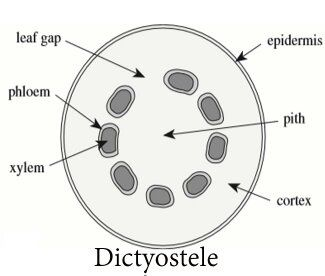 leaf gap
epidermis
phloem
pith
xylem
cortex
Dictyostele